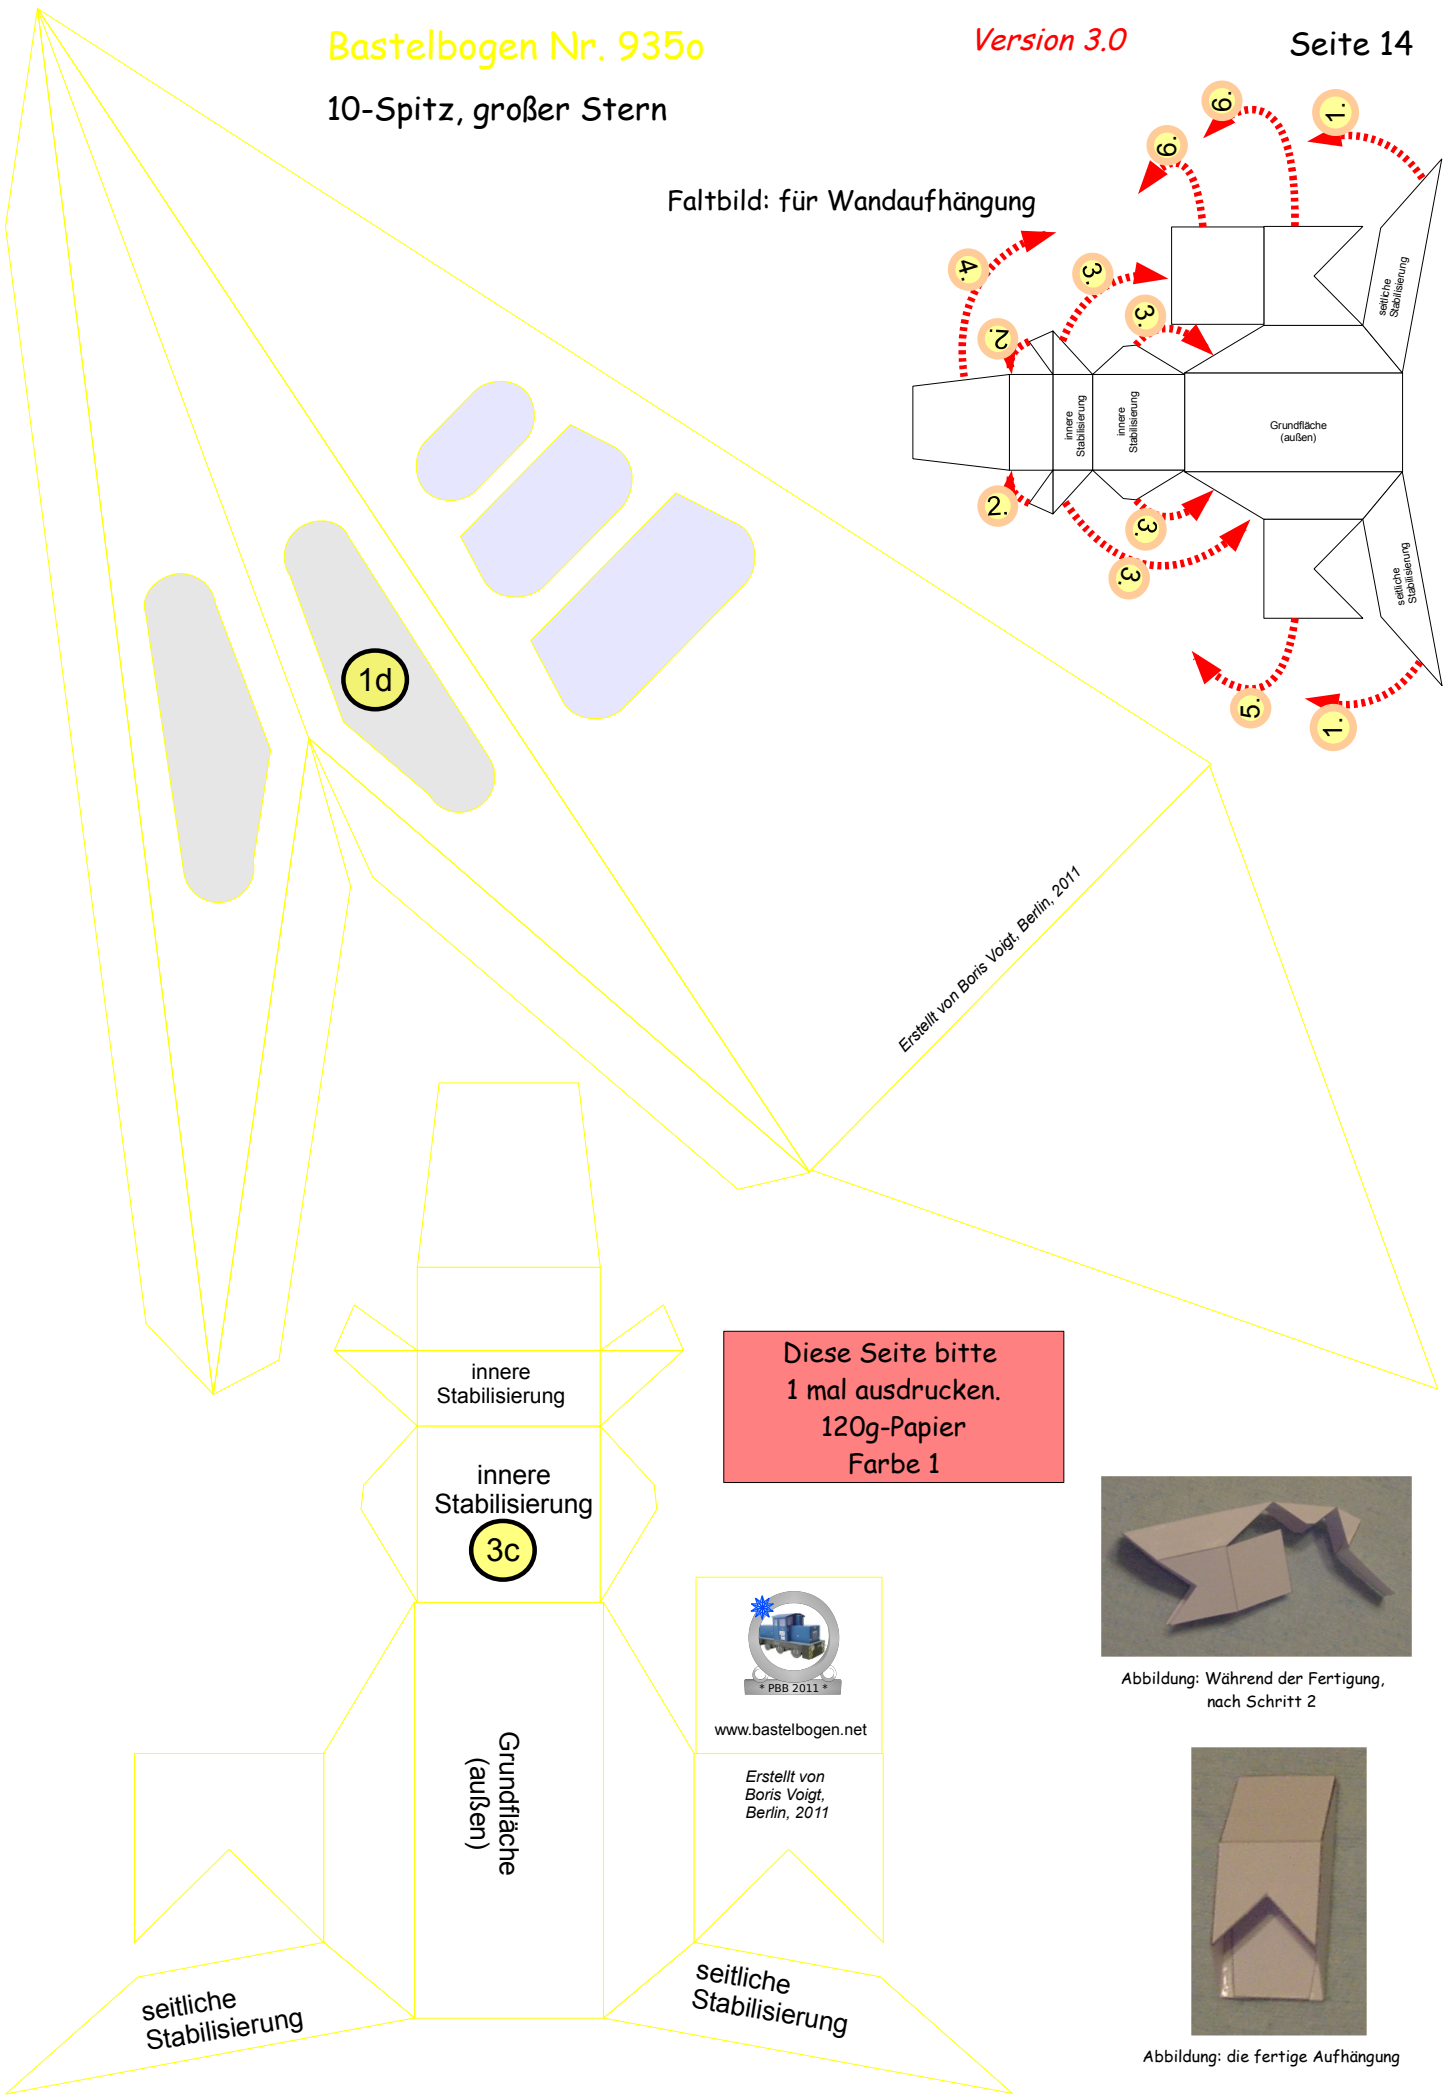 Bastelbogen Nr. 935o
Version 3.0
Seite 14
10-Spitz, großer Stern
Faltbild: für Wandaufhängung
6.
1.
6.
4.
3.
3.
2.
seitliche
Stabilisierung
innere
Stabilisierung
innere
Stabilisierung
Grundfläche
(außen)
2.
3.
3.
seitliche
Stabilisierung
5.
1.
1d
Erstellt von Boris Voigt, Berlin, 2011
innere
Stabilisierung
innere
Stabilisierung
3c
Diese Seite bitte
1 mal ausdrucken.
120g-Papier
Farbe 1
* PBB 2011 *
www.bastelbogen.net
Erstellt von
Boris Voigt,
Berlin, 2011
Grundfläche
(außen)
seitliche
Stabilisierung
seitliche
Stabilisierung
Abbildung: Während der Fertigung,
nach Schritt 2
Abbildung: die fertige Aufhängung